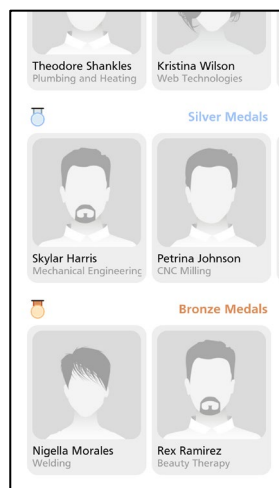 Theodore Shankles
Plumbing and Heating
Kristina Wilson
Web Technologies
Silver Medals
Skylar Harris
Mechanical Engineering
Petrina Johnson
CNC Milling
Bronze Medals
Nigella Morales
Welding
Rex Ramirez
Beauty Therapy